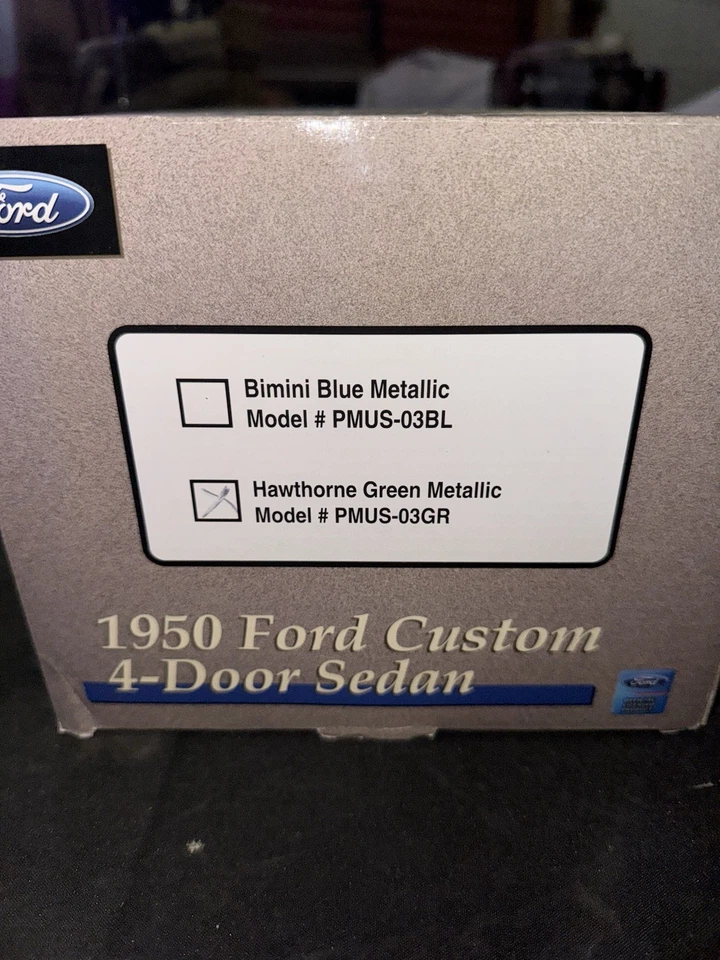 Ford
Bimini Blue Metallic
Model # PMUS-03BL
Hawthorne Green Metallic
Model # PMUS-03GR
1950 Ford Custom
4-Door Sedan
Ford